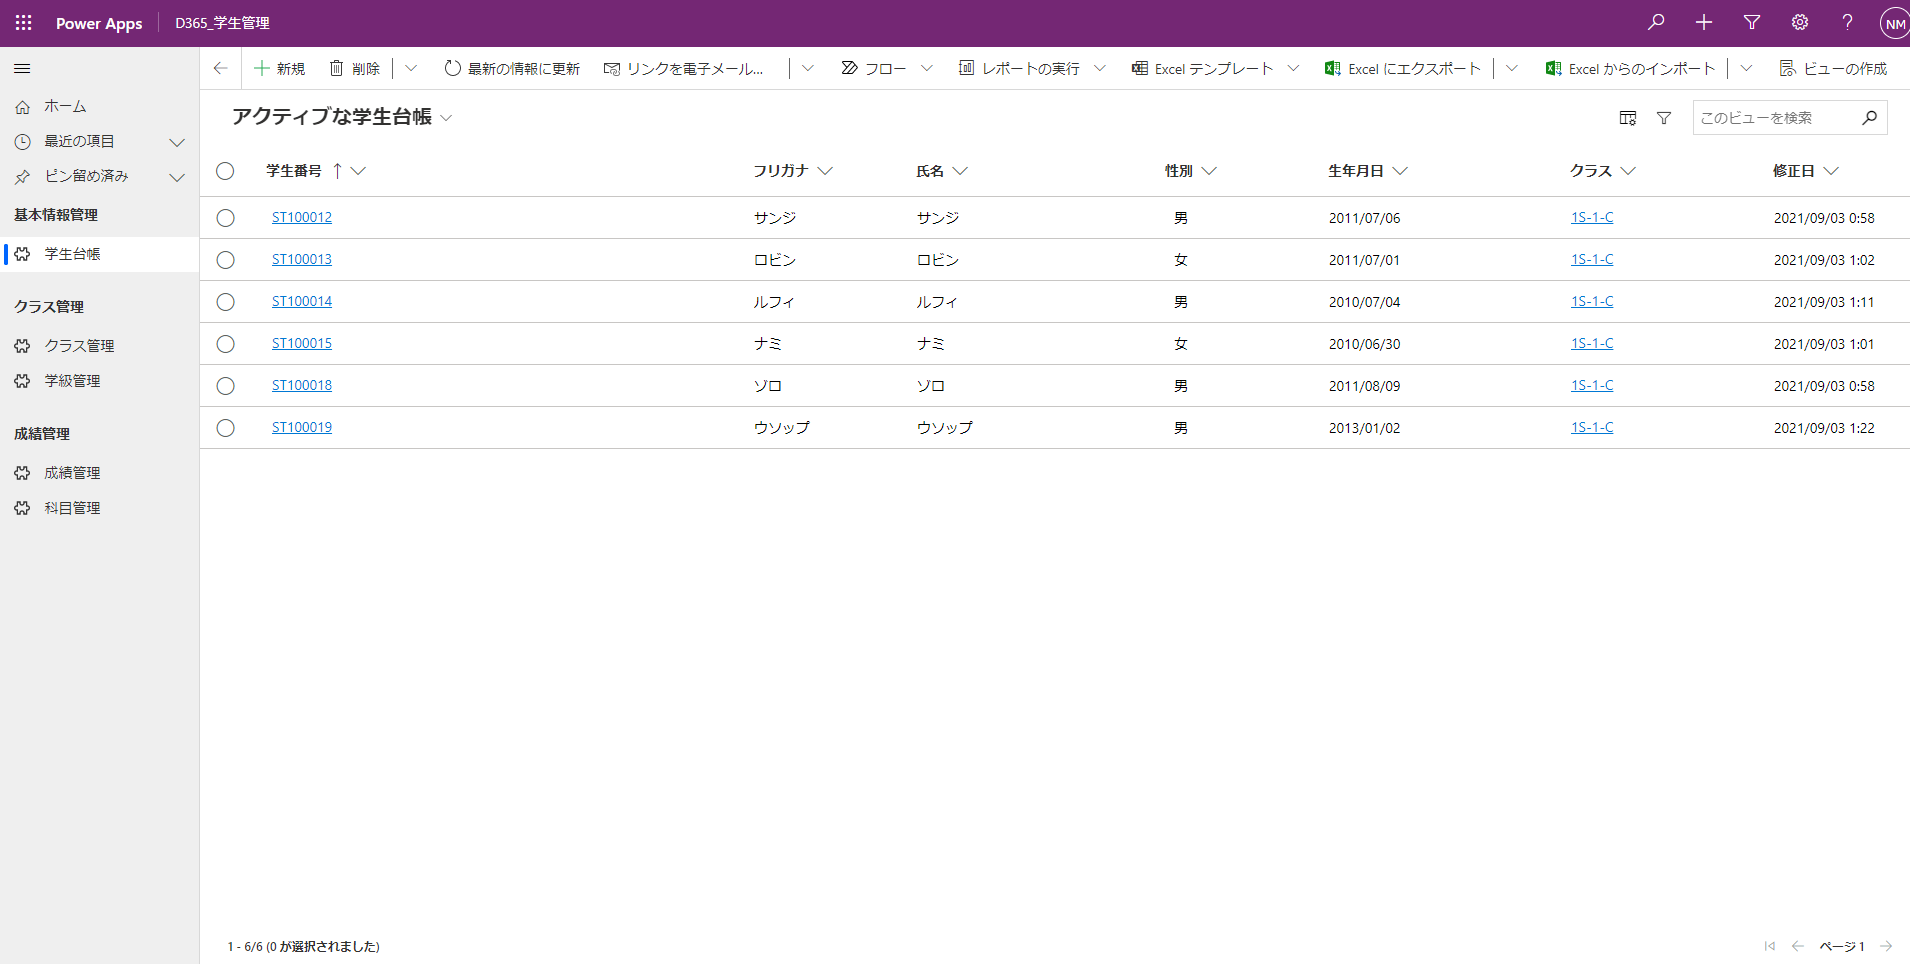 Power Apps D365_学生管理 NM
新規 削除 最新の情報に更新 リンクを電子メール... フロー レポートの実行 Excel テンプレート Excel にエクスポート Excel からのインポート ビューの作成
ホーム
最近の項目
ピン留め済み
基本情報管理
学生台帳
クラス管理
クラス管理
学級管理
成績管理
成績管理
科目管理
アクティブな学生台帳 このビューを検索
学生番号 フリガナ 氏名 性別 生年月日 クラス 修正日
ST100012 サンジ サンジ 男 2011/07/06 1S-1-C 2021/09/03 0:58
ST100013 ロビン ロビン 女 2011/07/01 1S-1-C 2021/09/03 1:02
ST100014 ルフィ ルフィ 男 2010/07/04 1S-1-C 2021/09/03 1:11
ST100015 ナミ ナミ 女 2010/06/30 1S-1-C 2021/09/03 1:01
ST100018 ゾロ ゾロ 男 2011/08/09 1S-1-C 2021/09/03 0:58
ST100019 ウソップ ウソップ 男 2013/01/02 1S-1-C 2021/09/03 1:22
1 - 6/6 (0 が選択されました) ページ 1